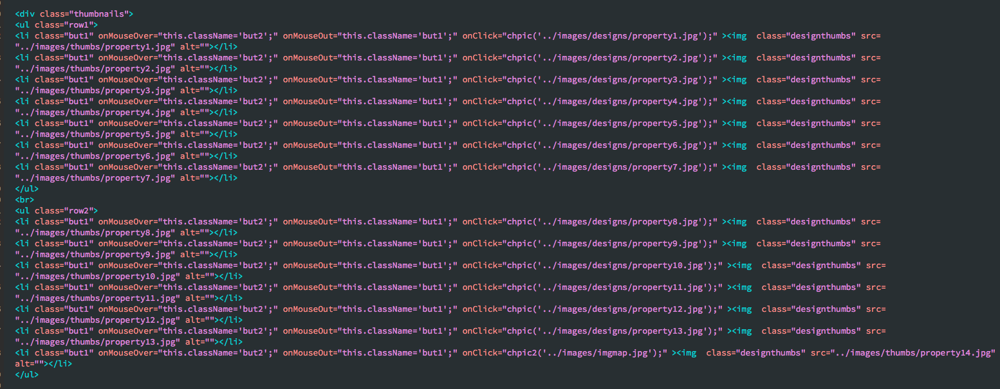 <div class="thumbnails">
<ul class="row1">
<li class="but1" onMouseOver="this.className='but2';" onMouseOut="this.className='but1';" onClick="chpic('../images/designs/property1.jpg');" ><img  class="designthumbs" src=
"../images/thumbs/property1.jpg" alt=""></li>
<li class="but1" onMouseOver="this.className='but2';" onMouseOut="this.className='but1';" onClick="chpic('../images/designs/property2.jpg');" ><img  class="designthumbs" src=
"../images/thumbs/property2.jpg" alt=""></li>
<li class="but1" onMouseOver="this.className='but2';" onMouseOut="this.className='but1';" onClick="chpic('../images/designs/property3.jpg');" ><img  class="designthumbs" src=
"../images/thumbs/property3.jpg" alt=""></li>
<li class="but1" onMouseOver="this.className='but2';" onMouseOut="this.className='but1';" onClick="chpic('../images/designs/property4.jpg');" ><img  class="designthumbs" src=
"../images/thumbs/property4.jpg" alt=""></li>
<li class="but1" onMouseOver="this.className='but2';" onMouseOut="this.className='but1';" onClick="chpic('../images/designs/property5.jpg');" ><img  class="designthumbs" src=
"../images/thumbs/property5.jpg" alt=""></li>
<li class="but1" onMouseOver="this.className='but2';" onMouseOut="this.className='but1';" onClick="chpic('../images/designs/property6.jpg');" ><img  class="designthumbs" src=
"../images/thumbs/property6.jpg" alt=""></li>
<li class="but1" onMouseOver="this.className='but2';" onMouseOut="this.className='but1';" onClick="chpic('../images/designs/property7.jpg');" ><img  class="designthumbs" src=
"../images/thumbs/property7.jpg" alt=""></li>
</ul>
<br>
<ul class="row2">
<li class="but1" onMouseOver="this.className='but2';" onMouseOut="this.className='but1';" onClick="chpic('../images/designs/property8.jpg');" ><img  class="designthumbs" src=
"../images/thumbs/property8.jpg" alt=""></li>
<li class="but1" onMouseOver="this.className='but2';" onMouseOut="this.className='but1';" onClick="chpic('../images/designs/property9.jpg');" ><img  class="designthumbs" src=
"../images/thumbs/property9.jpg" alt=""></li>
<li class="but1" onMouseOver="this.className='but2';" onMouseOut="this.className='but1';" onClick="chpic('../images/designs/property10.jpg');" ><img  class="designthumbs" src=
"../images/thumbs/property10.jpg" alt=""></li>
<li class="but1" onMouseOver="this.className='but2';" onMouseOut="this.className='but1';" onClick="chpic('../images/designs/property11.jpg');" ><img  class="designthumbs" src=
"../images/thumbs/property11.jpg" alt=""></li>
<li class="but1" onMouseOver="this.className='but2';" onMouseOut="this.className='but1';" onClick="chpic('../images/designs/property12.jpg');" ><img  class="designthumbs" src=
"../images/thumbs/property12.jpg" alt=""></li>
<li class="but1" onMouseOver="this.className='but2';" onMouseOut="this.className='but1';" onClick="chpic('../images/designs/property13.jpg');" ><img  class="designthumbs" src=
"../images/thumbs/property13.jpg" alt=""></li>
<li class="but1" onMouseOver="this.className='but2';" onMouseOut="this.className='but1';" onClick="chpic2('../images/imgmap.jpg');" ><img  class="designthumbs" src="../images/thumbs/property14.jpg"
alt=""></li>
</ul>